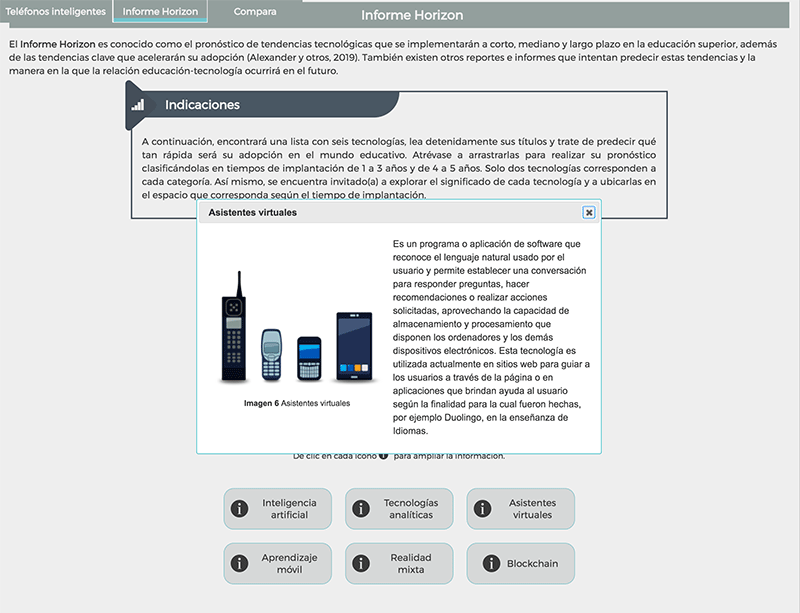 Teléfonos inteligentes
Informe Horizon
Compara
Informe Horizon
El Informe Horizon es conocido como el pronóstico de tendencias tecnológicas que se implementarán a corto, mediano y largo plazo en la educación superior, además
de las tendencias clave que acelerarán su adopción (Alexander y otros, 2019). También existen otros reportes e informes que intentan predecir estas tendencias y la
manera en la que la relación educación-tecnología ocurrirá en el futuro.
Indicaciones
A continuación, encontrará una lista con seis tecnologías, lea detenidamente sus títulos y trate de predecir qué
tan rápida será su adopción en el mundo educativo. Atrévase a arrastrarlas para realizar su pronóstico
clasificándolas en tiempos de implantación de 1 a 3 años y de 4 a 5 años. Solo dos tecnologías corresponden a
cada categoría. Así mismo, se encuentra invitado(a) a explorar el significado de cada tecnología y a ubicarlas en
el espacio que corresponda según el tiempo de implantación.
Asistentes virtuales
Es un programa o aplicación de software que
reconoce el lenguaje natural usado por el
usuario y permite establecer una conversación
para responder preguntas, hacer
recomendaciones o realizar acciones
solicitadas, aprovechando la capacidad de
almacenamiento y procesamiento que
disponen los ordenadores y los demás
dispositivos electrónicos. Esta tecnología es
utilizada actualmente en sitios web para guiar a
los usuarios a través de la página o en
aplicaciones que brindan ayuda al usuario
según la finalidad para la cual fueron hechas,
por ejemplo Duolingo, en la enseñanza de
Idiomas.
Imagen 6 Asistentes virtuales
De clic en cada icono para ampliar la información.
Inteligencia
artificial
Tecnologías
analíticas
Asistentes
virtuales
Aprendizaje
móvil
Realidad
mixta
Blockchain